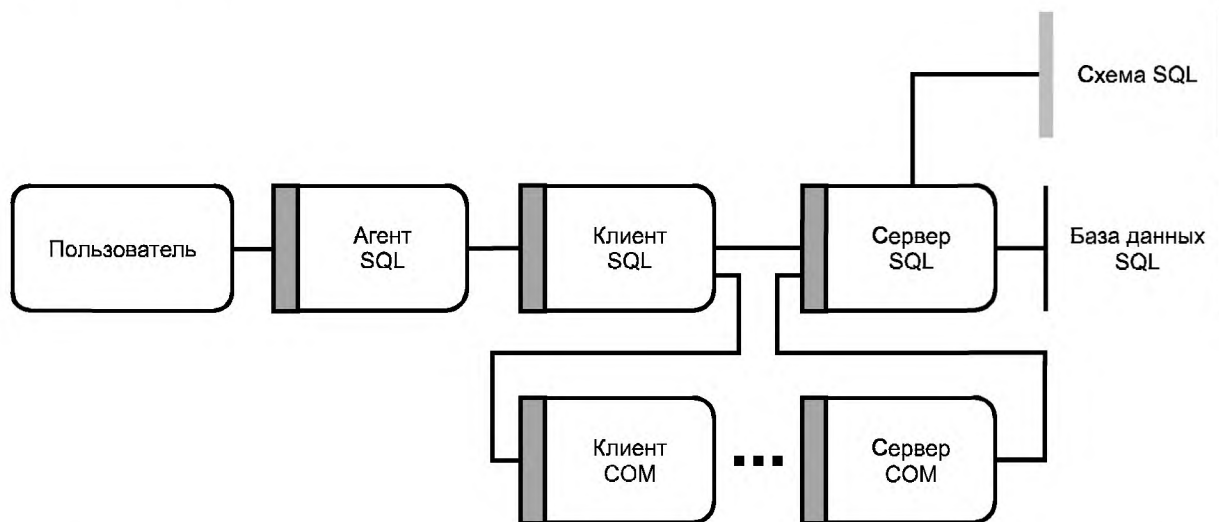 Схема SQL
Пользователь
Агент
SQL
Клиент
SQL
Сервер
SQL
База данных
SQL
Клиент
COM
Сервер
COM